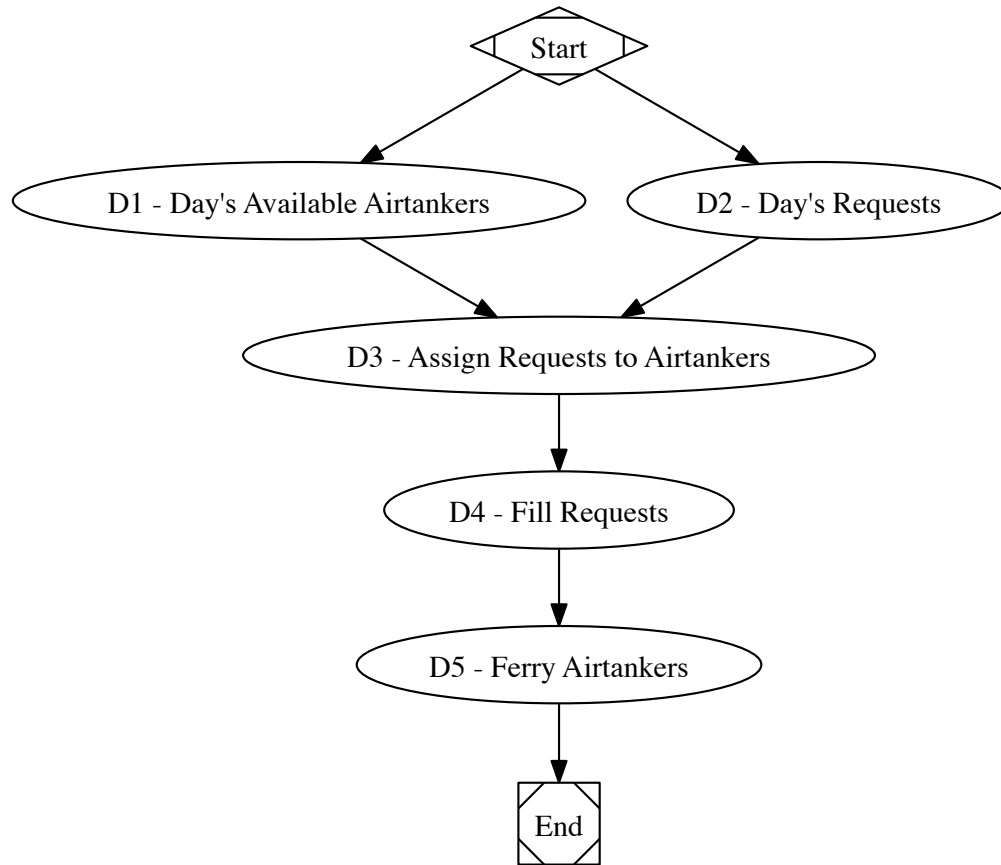 Start
D1 - Day's Available Airtankers
D2 - Day's Requests
D3 - Assign Requests to Airtankers
D4 - Fill Requests
D5 - Ferry Airtankers
End